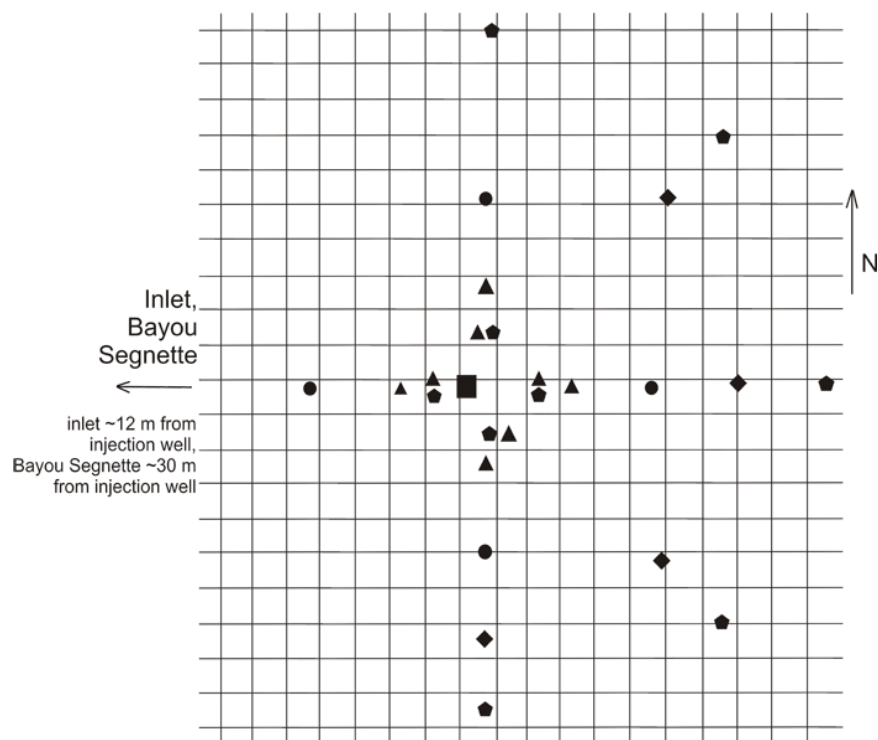 Inlet,
Bayou
Segnette
inlet ~12 m from
injection well,
Bayou Segnette ~30 m
from injection well
N